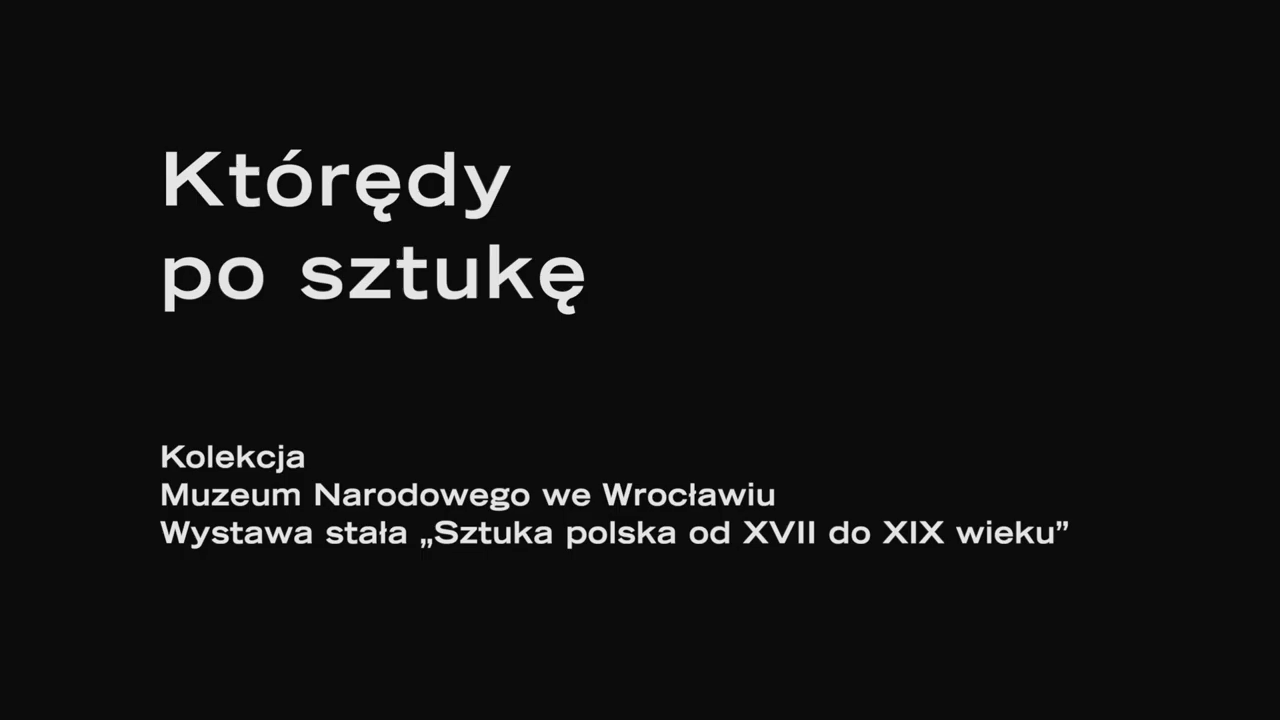 Którędy
po sztukę
Kolekcja
Muzeum Narodowego we Wrocławiu
Wystawa stała „Sztuka polska od XVII do XIX wieku”